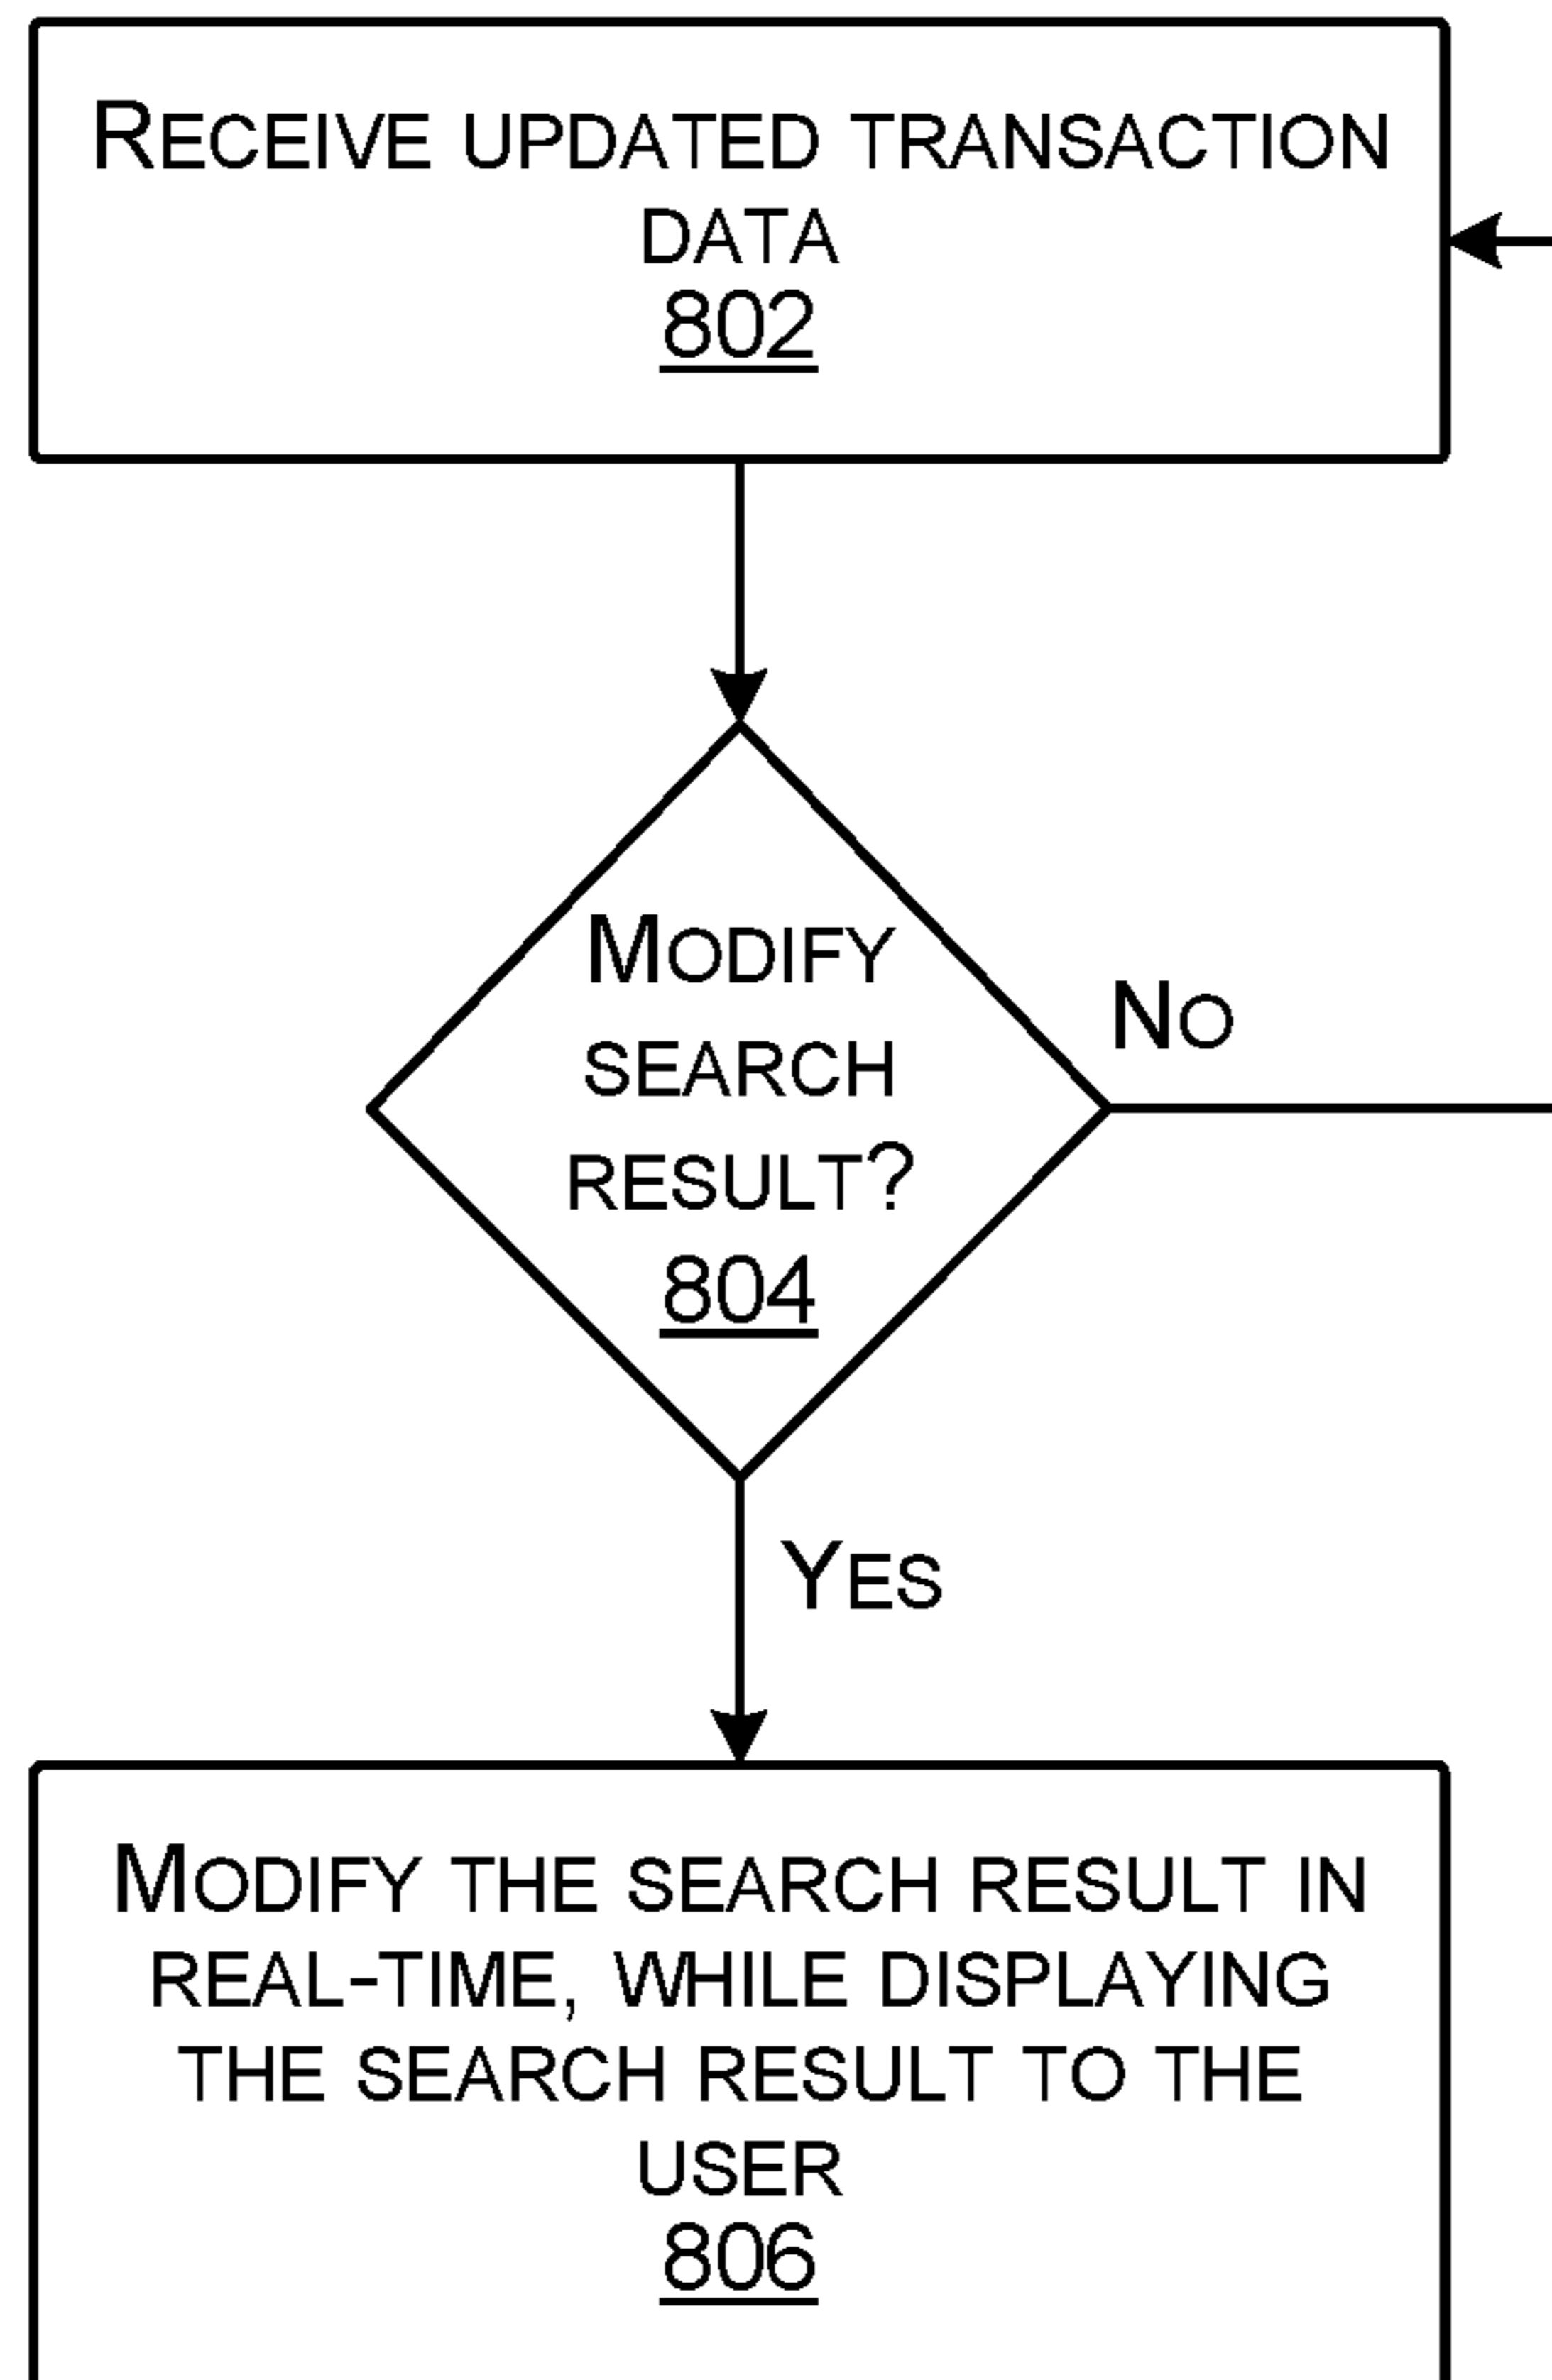 RECEIVE UPDATED TRANSACTION
DATA
802
MODIFY
SEARCH
RESULT?
804
NO
YES
MODIFY THE SEARCH RESULT IN
REAL-TIME, WHILE DISPLAYING
THE SEARCH RESULT TO THE
USER
806